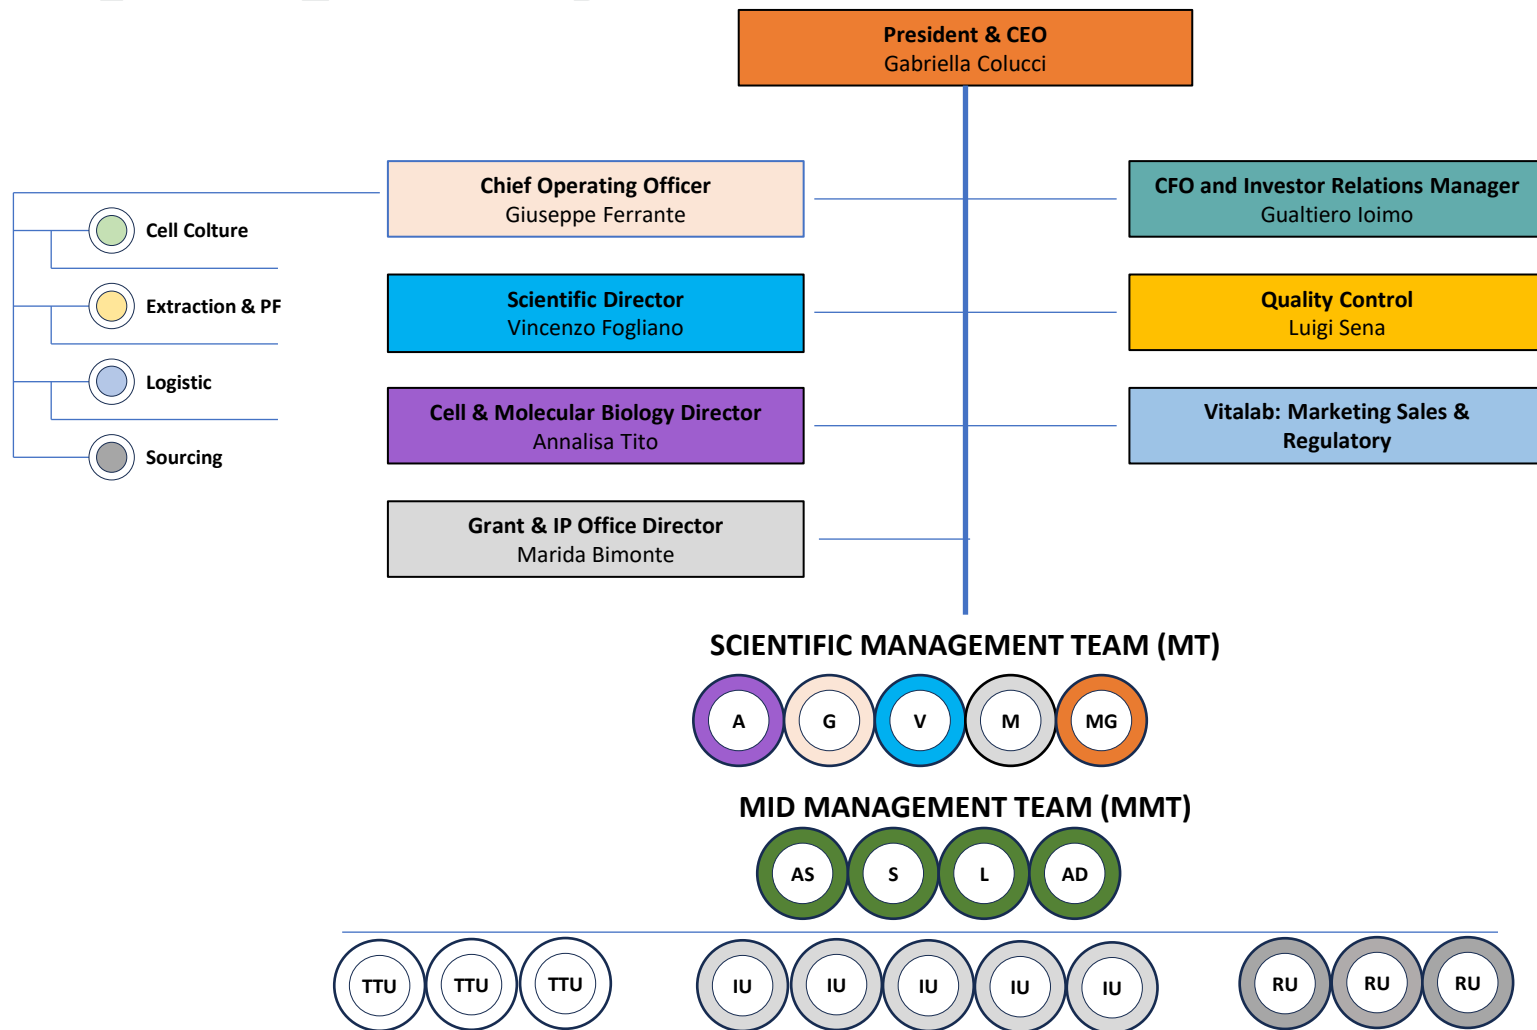 President & CEO
Gabriella Colucci
Chief Operating Officer
Giuseppe Ferrante
CFO and Investor Relations Manager
Gualtiero Ioimo
Cell Colture
Extraction & PF
Logistic
Sourcing
Scientific Director
Vincenzo Fogliano
Quality Control
Luigi Sena
Cell & Molecular Biology Director
Annalisa Tito
Vitalab: Marketing Sales &
Regulatory
Grant & IP Office Director
Marida Bimonte
SCIENTIFIC MANAGEMENT TEAM (MT)
A G V M MG
MID MANAGEMENT TEAM (MMT)
AS S L AD
TTU TTU TTU IU IU IU IU IU RU RU RU